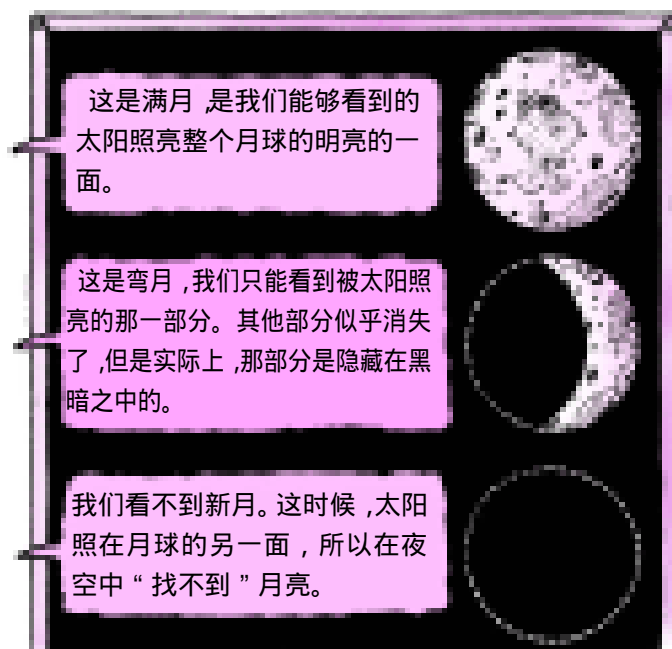 这是满月,是我们能够看到的
太阳照亮整个月球的明亮的一
面。
这是弯月,我们只能看到被太阳照
亮的那一部分。其他部分似乎消失
了,但是实际上,那部分是隐藏在黑
暗之中的。
我们看不到新月。这时候,太阳
照在月球的另一面,所以在夜
空中“找不到”月亮。